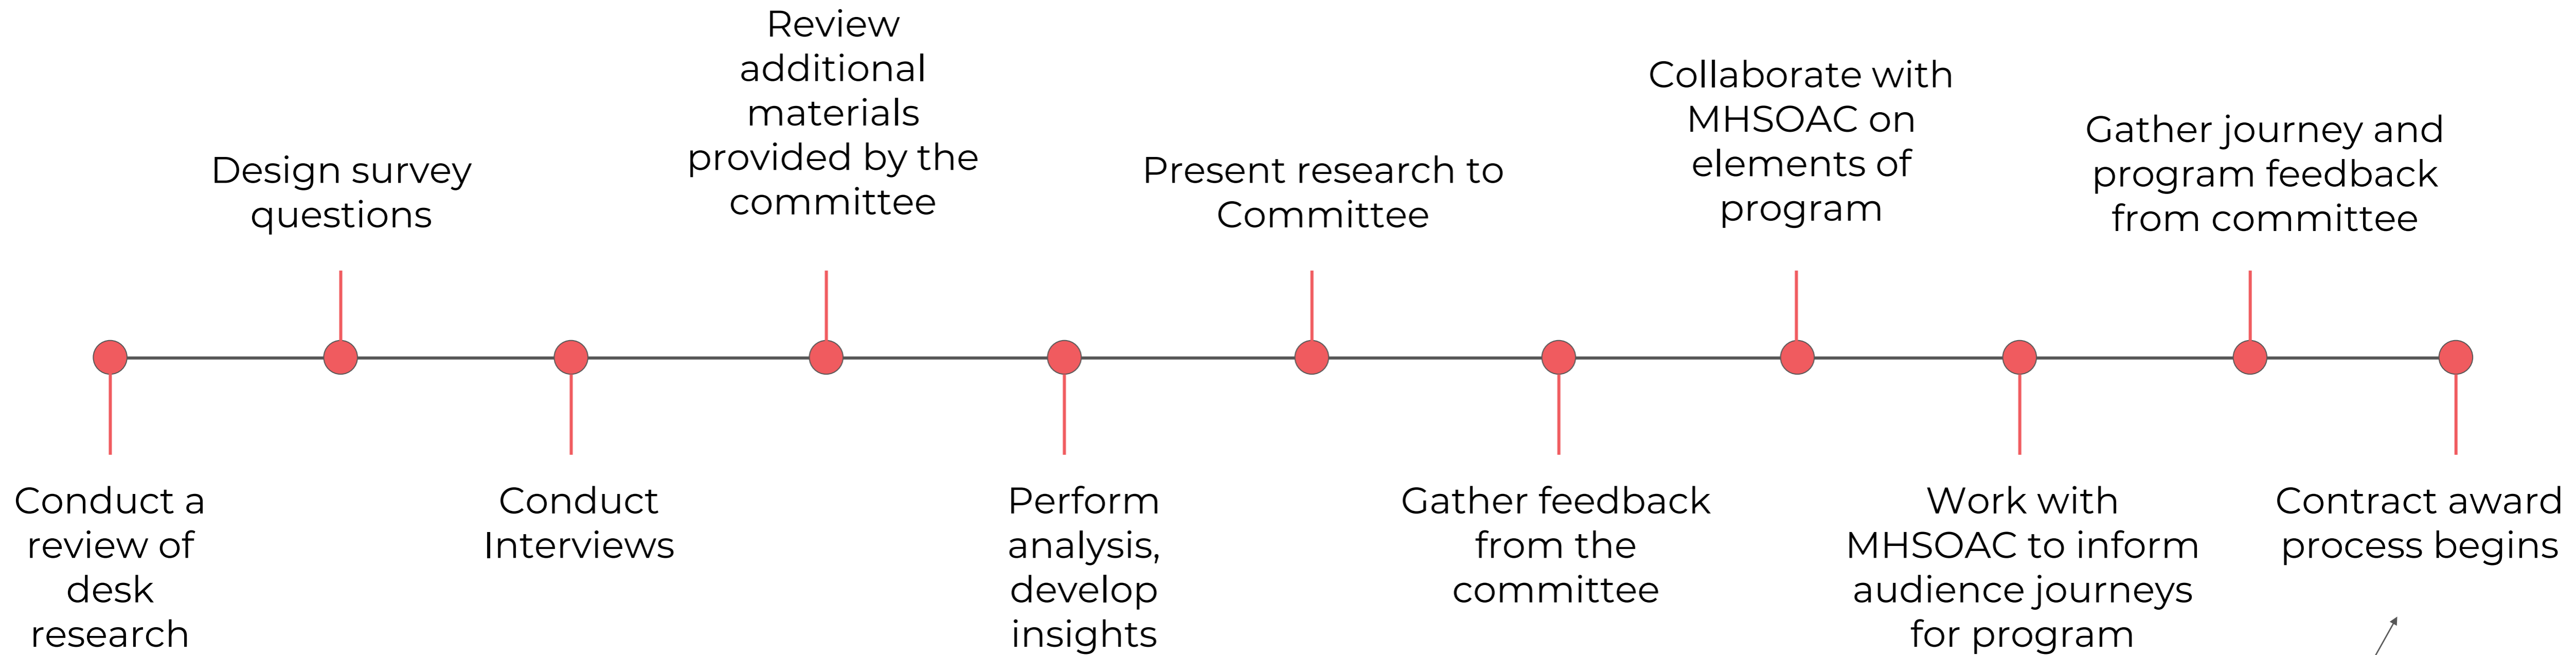 Conduct a
review of
desk
research
Design survey
questions
Conduct
Interviews
Review
additional
materials
provided by the
committee
Perform
analysis,
develop
insights
Present research to
Committee
Gather feedback
from the
committee
Collaborate with
MHSOAC on
elements of
program
Work with
MHSOAC to inform
audience journeys
for program
Gather journey and
program feedback
from committee
Contract award
process begins